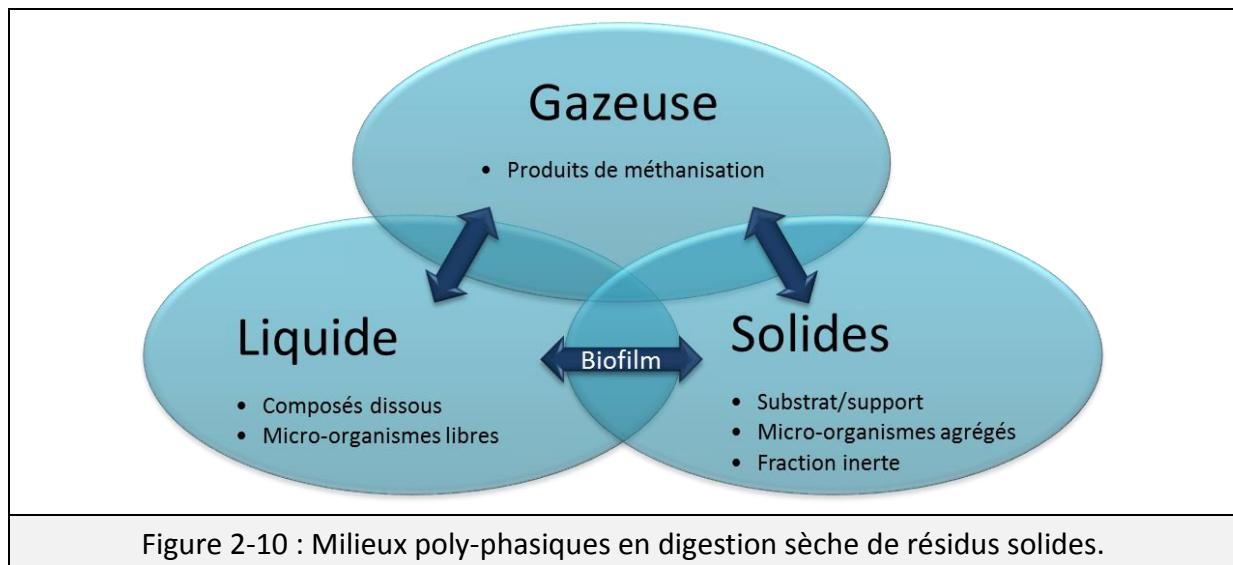 Gazeuse
• Produits de méthanisation
Liquide
• Composés dissous
• Micro-organismes libres
Biofilm
Solides
• Substrat/support
• Micro-organismes agrégés
• Fraction inerte
Figure 2-10 : Milieux poly-phasiques en digestion sèche de résidus solides.